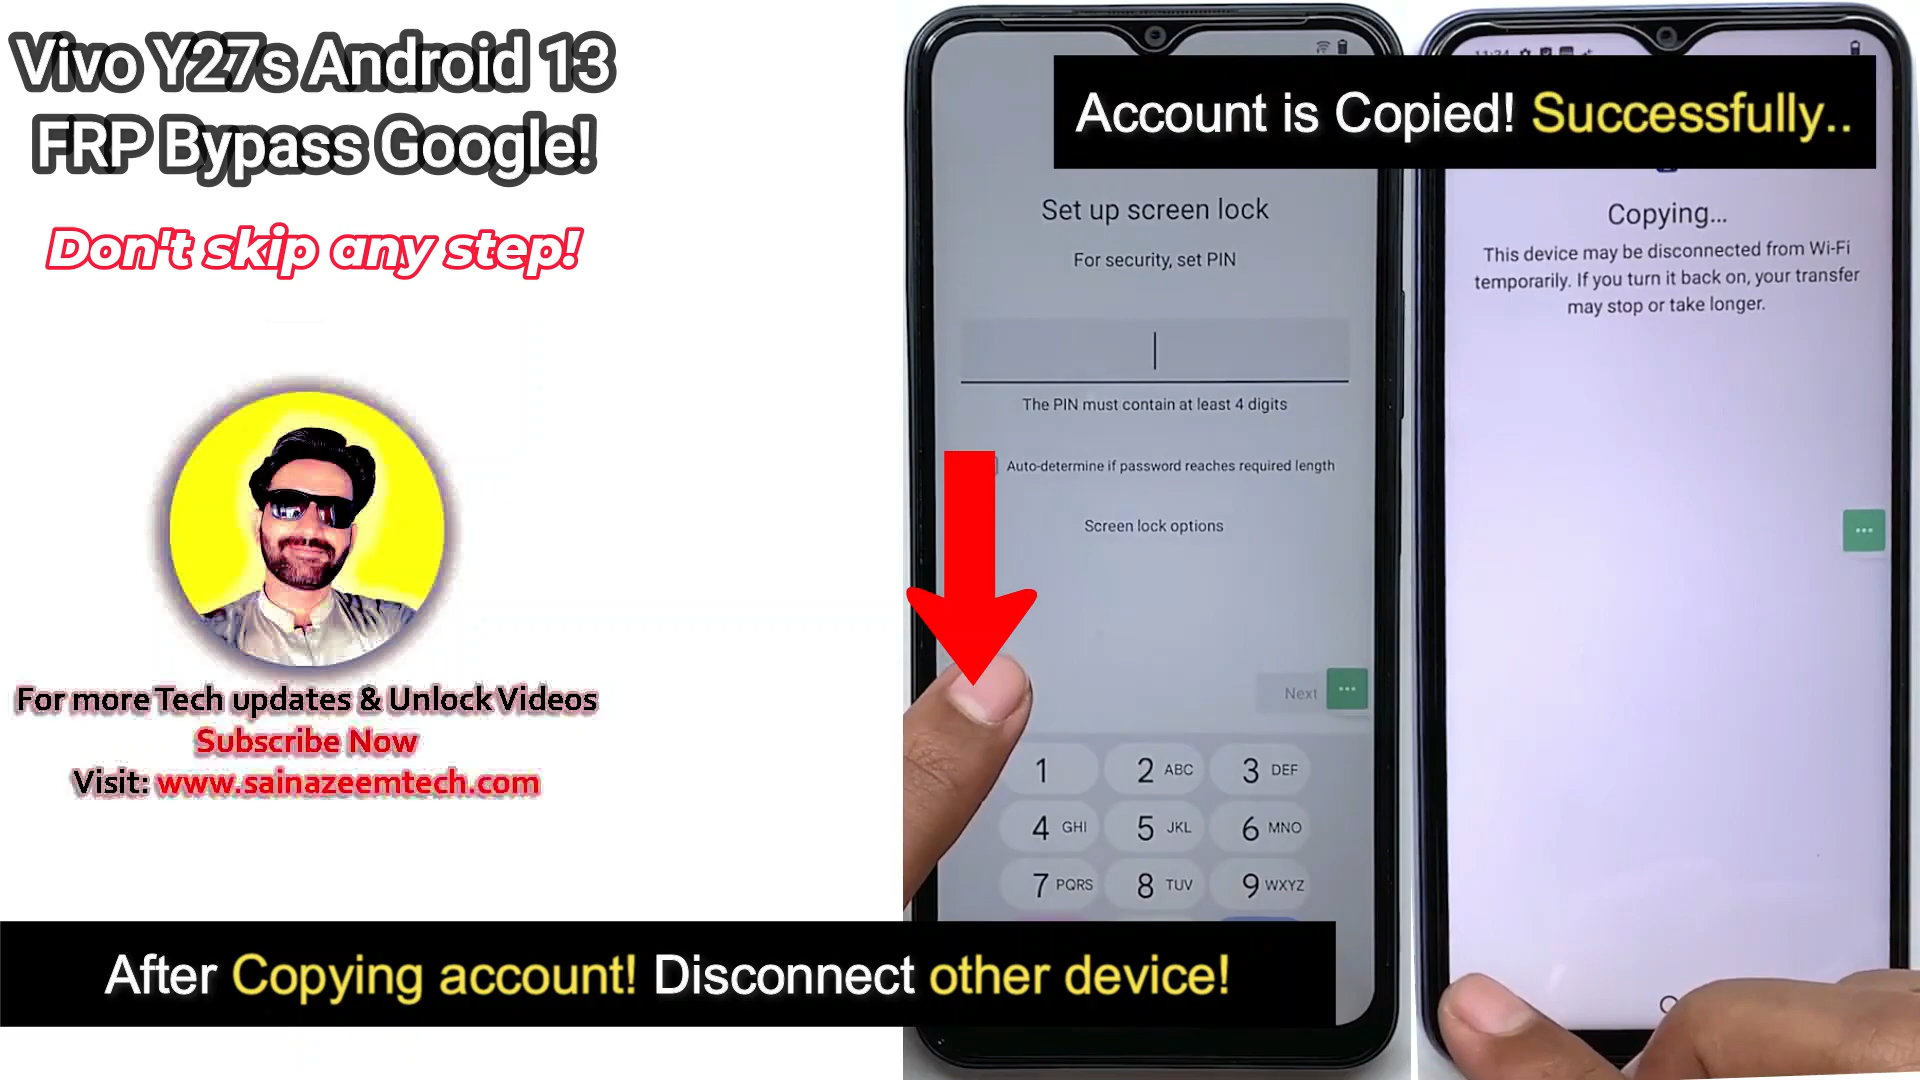 Vivo Y27s Android 13
FRP Bypass Google!
Don't skip any step!
For more Tech updates & Unlock Videos
Subscribe Now
Visit: www.sainazeemtech.com
Account is Copied! Successfully..
Set up screen lock
For security, set PIN
The PIN must contain at least 4 digits
Auto-determine if password reaches required length
Screen lock options
Next
1 2 ABC 3 DEF
4 GHI 5 JKL 6 MNO
7 PQRS 8 TUV 9 WXYZ
Copying...
This device may be disconnected from Wi-Fi
temporarily. If you turn it back on, your transfer
may stop or take longer.
After Copying account! Disconnect other device!